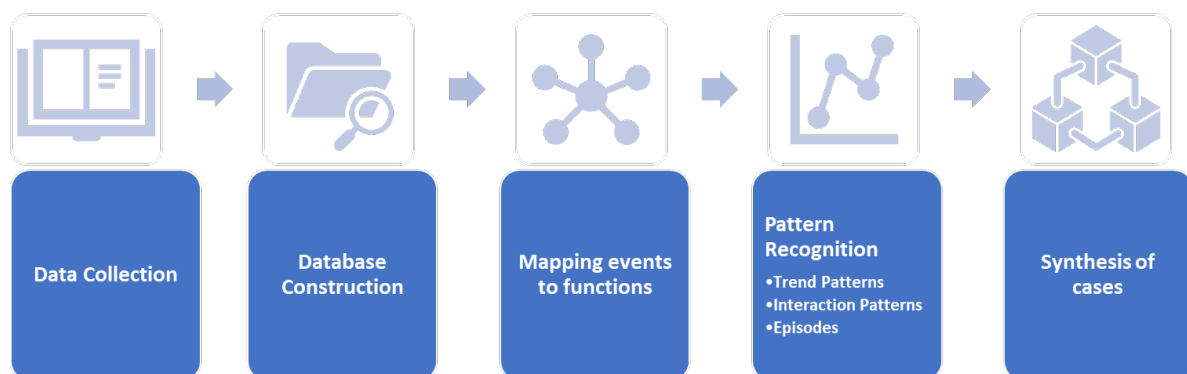 Data Collection
Database
Construction
Mapping events
to functions
Pattern
Recognition
•Trend Patterns
•Interaction Patterns
•Episodes
Synthesis of
cases